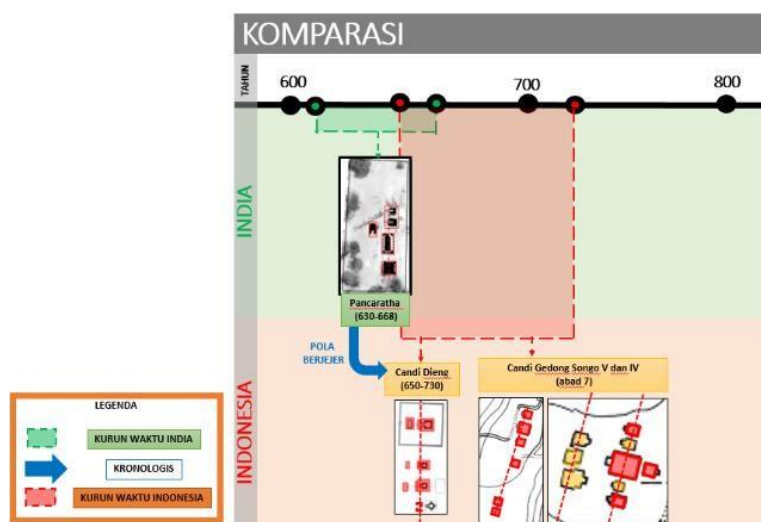 KOMPARASI
TAHUN
600
700
800
INDIA
Pancaratha
(630-668)
INDONESIA
POLA
BERJEJER
Candi Dieng
(650-730)
Candi Gedong Songo V dan IV
(abad 7)
LEGENDA
KURUN WAKTU INDIA
KRONOLOGIS
KURUN WAKTU INDONESIA